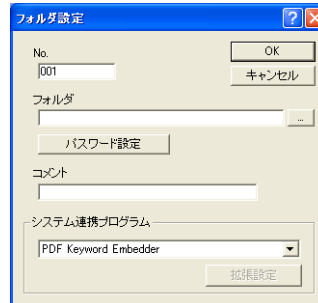 フォルダ設定
No.
OK
001
キャンセル
フォルダ
...
パスワード設定
コメント
システム連携プログラム
PDF Keyword Embedder
拡張設定